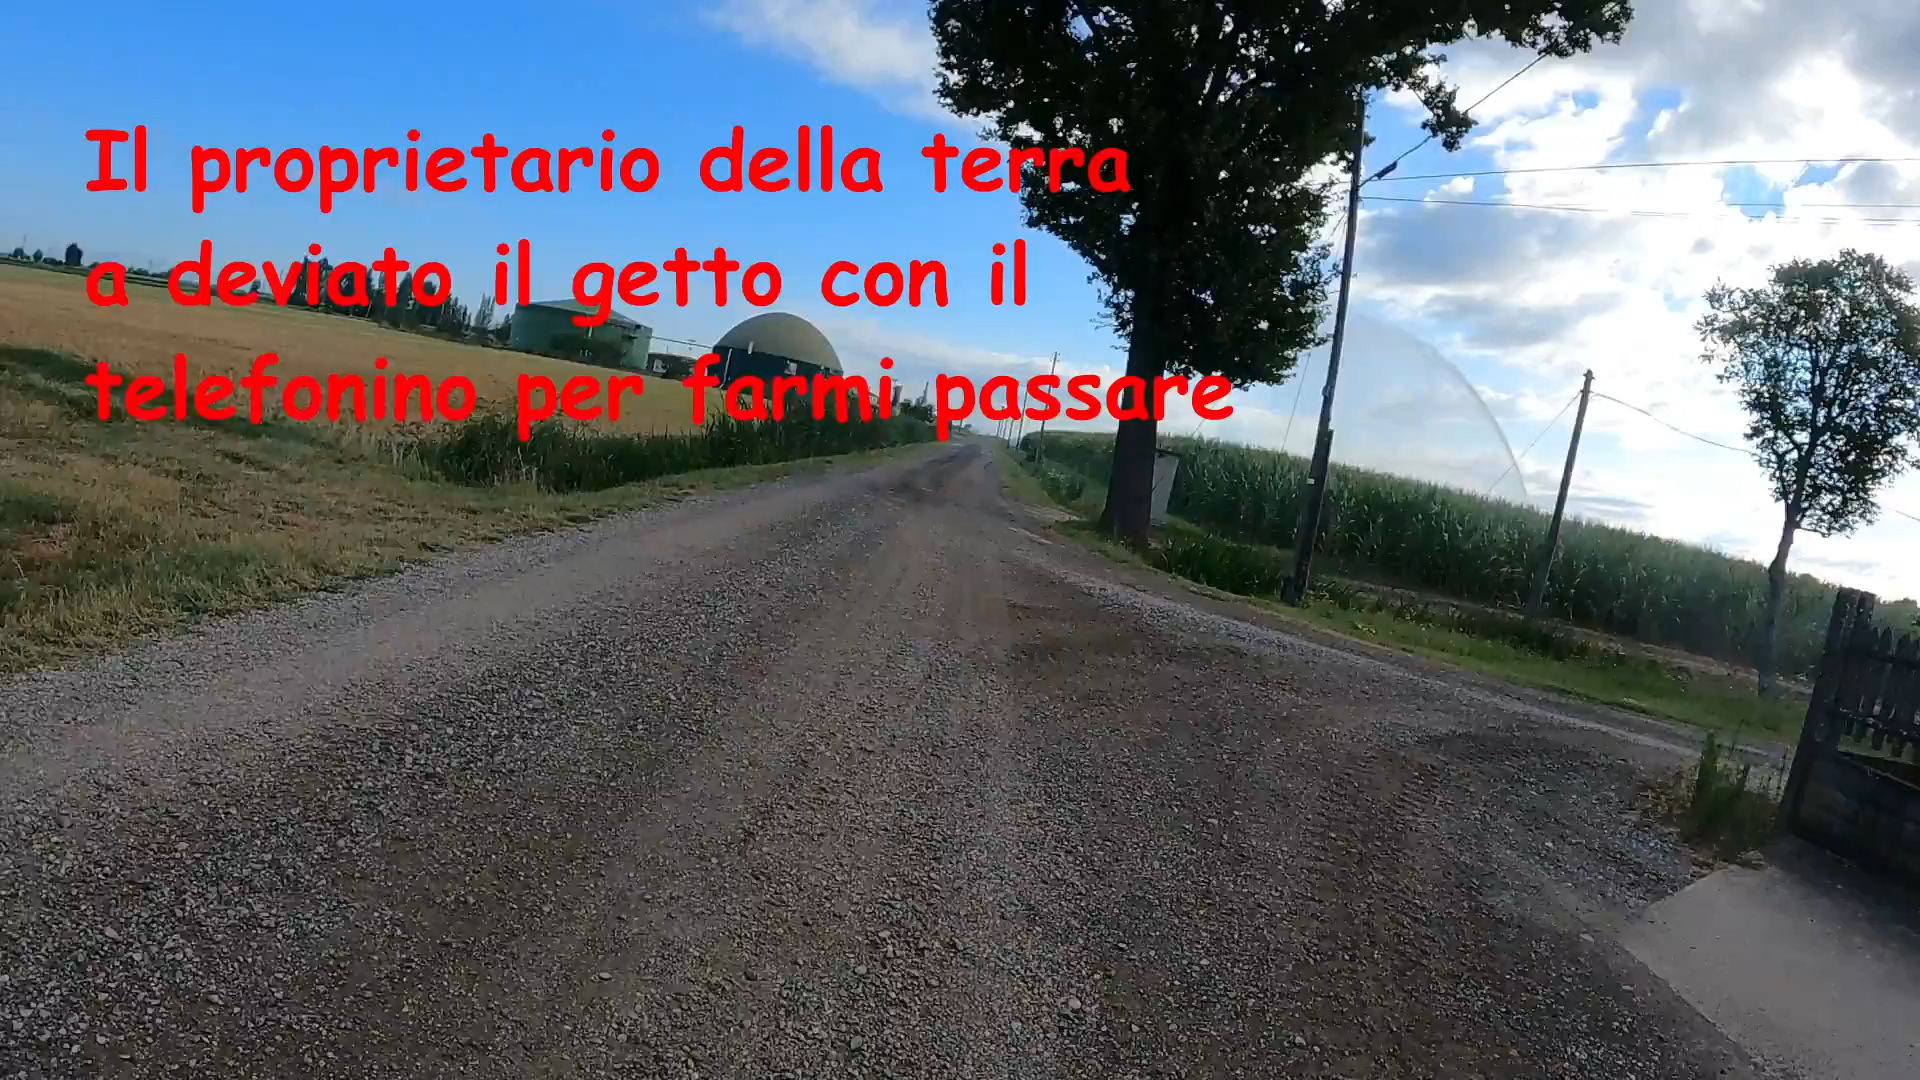 Il proprietario della terra
a deviato il getto con il
telefonino per farmi passare